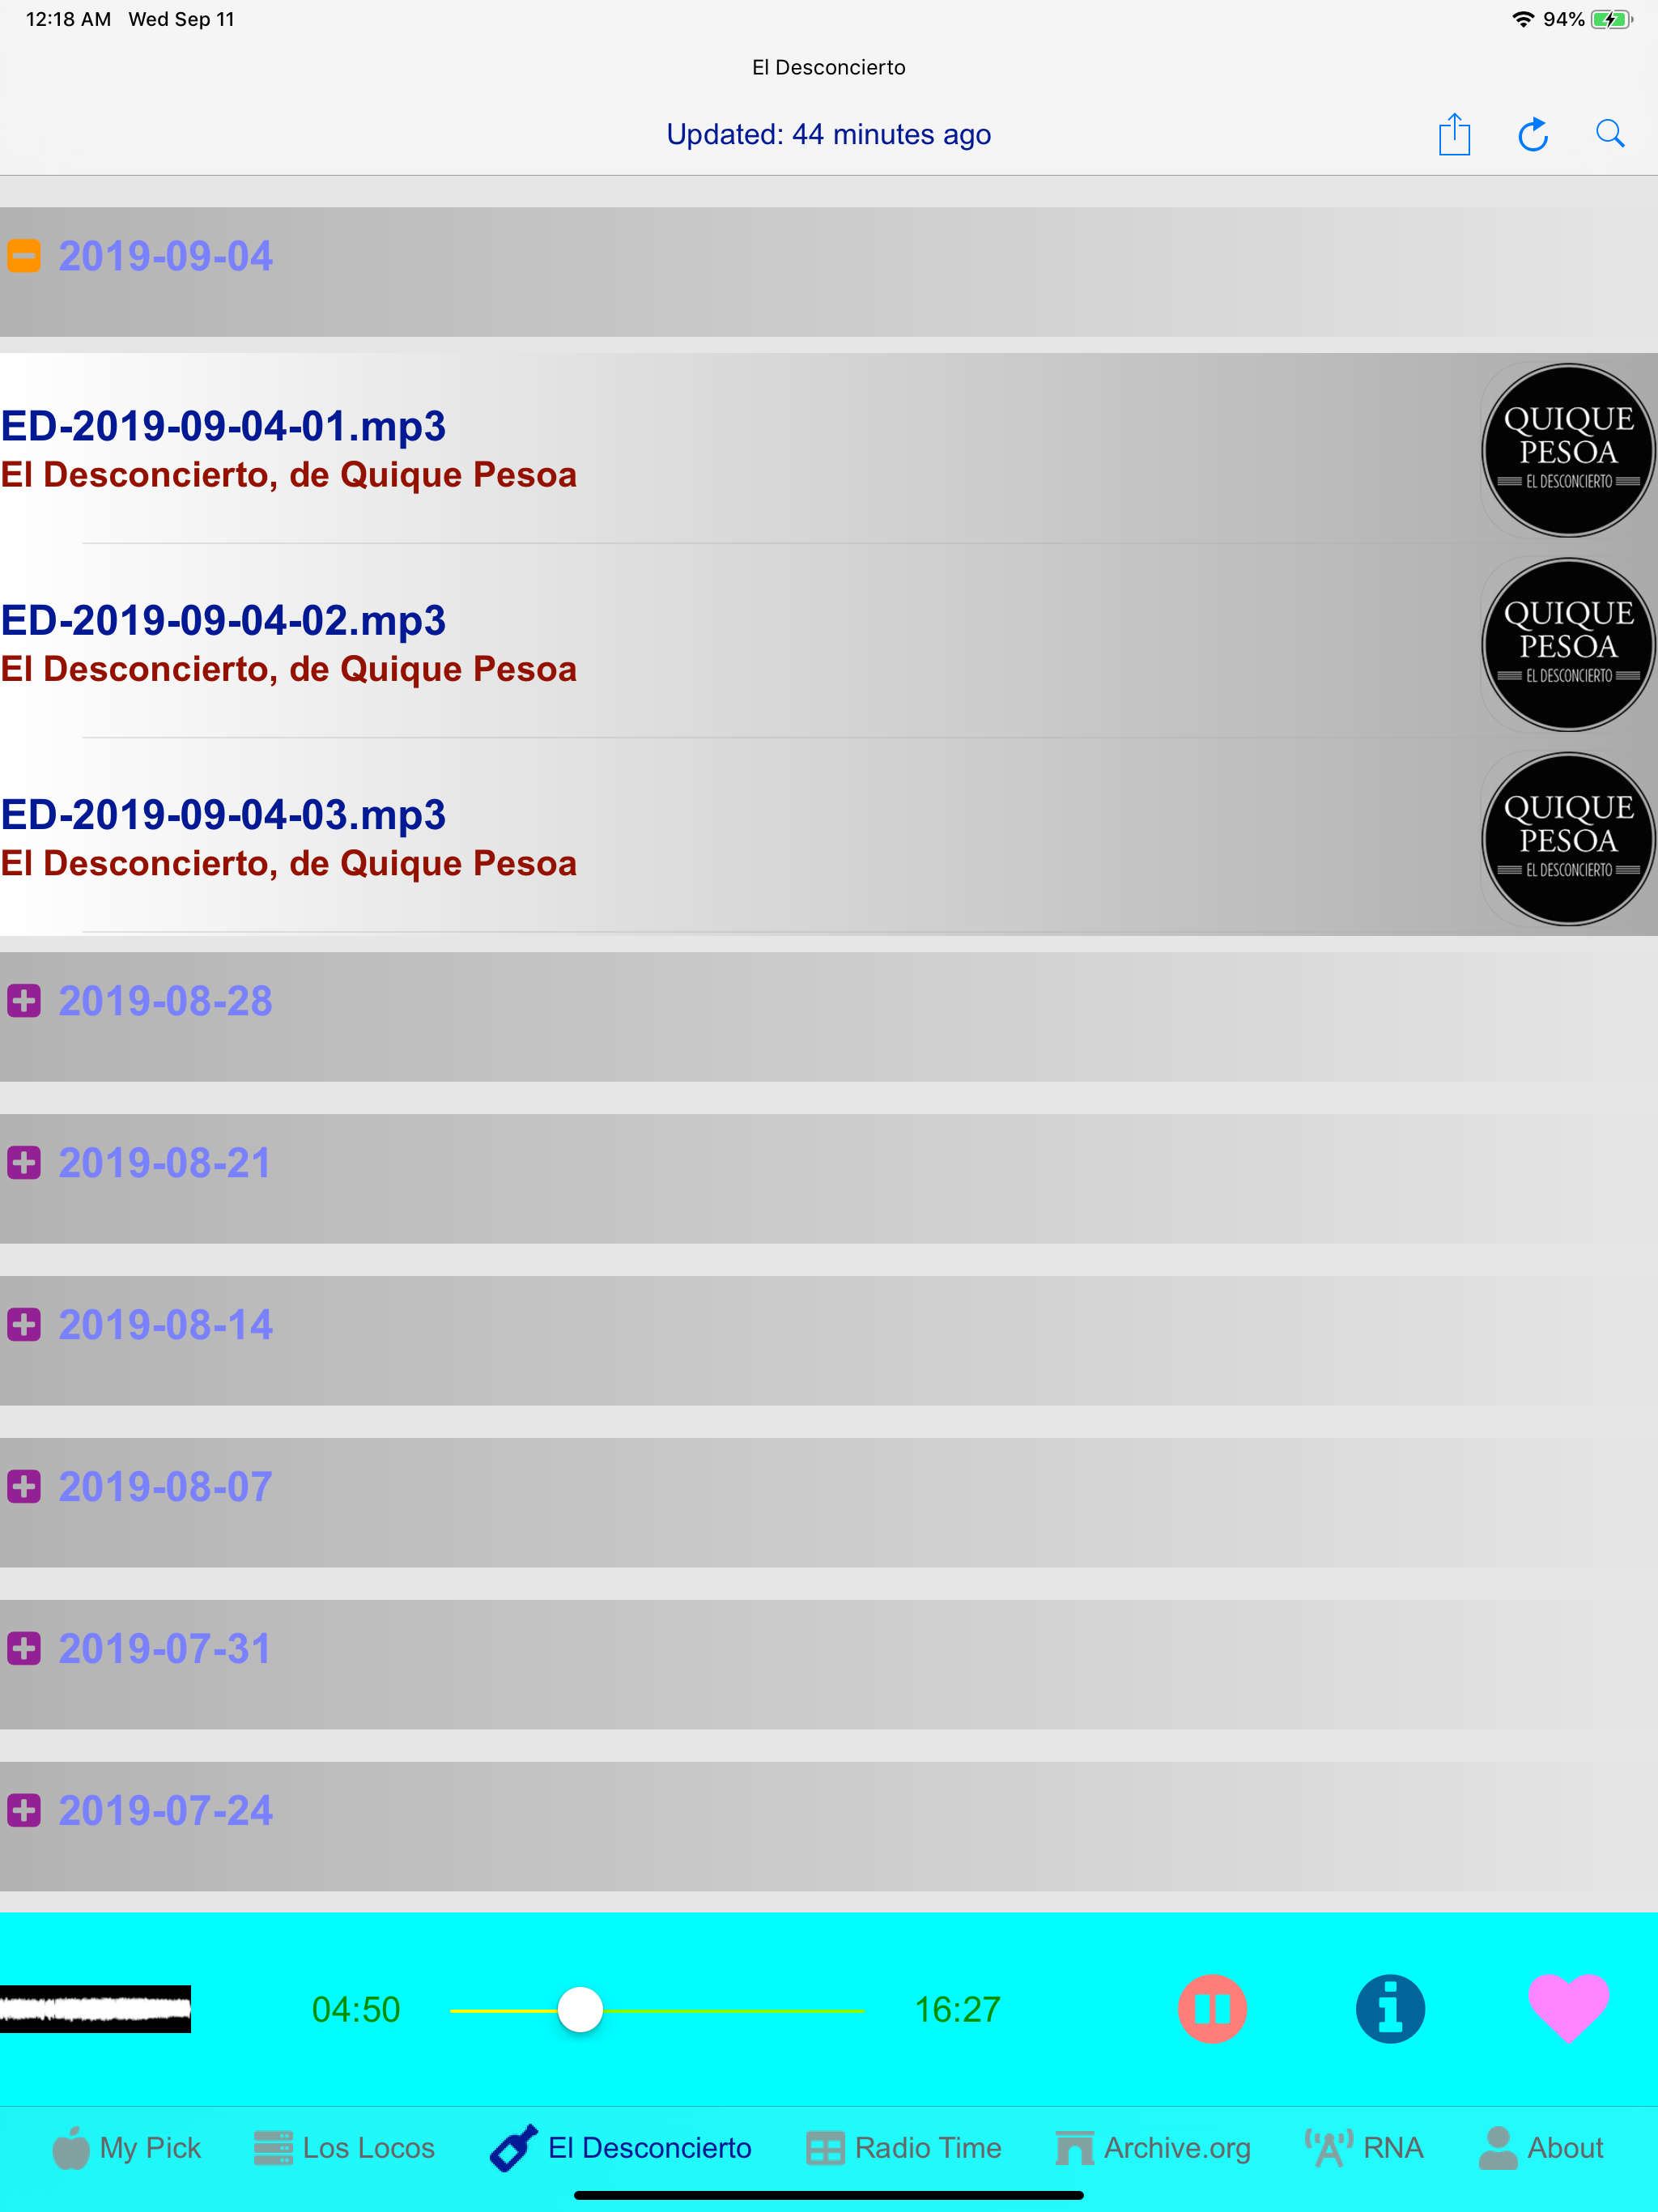 12:18 AM Wed Sep 11 94%
El Desconcierto
Updated: 44 minutes ago
2019-09-04
ED-2019-09-04-01.mp3
El Desconcierto, de Quique Pesoa
QUIQUE
PESOA
EL DESCONCIERTO
ED-2019-09-04-02.mp3
El Desconcierto, de Quique Pesoa
QUIQUE
PESOA
EL DESCONCIERTO
ED-2019-09-04-03.mp3
El Desconcierto, de Quique Pesoa
QUIQUE
PESOA
EL DESCONCIERTO
2019-08-28
2019-08-21
2019-08-14
2019-08-07
2019-07-31
2019-07-24
04:50 16:27
My Pick Los Locos El Desconcierto Radio Time Archive.org RNA About